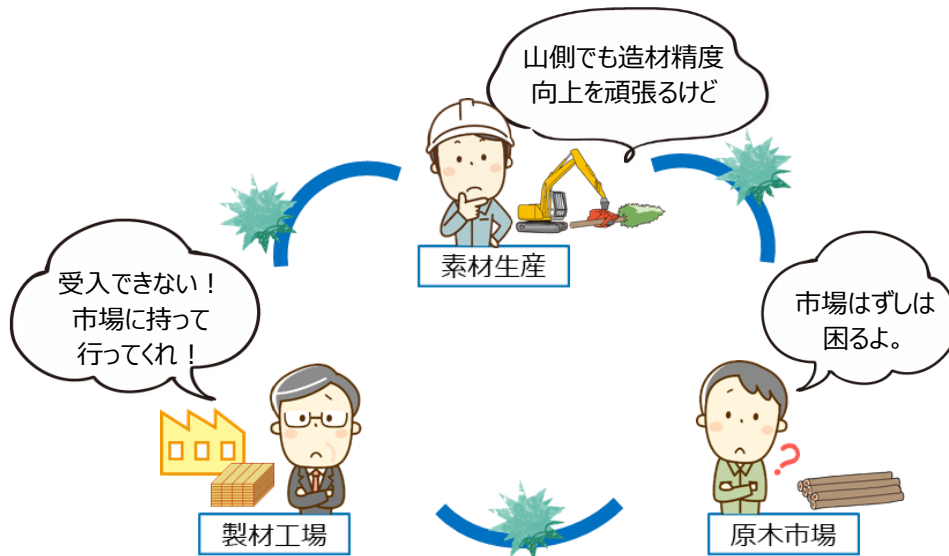 山側でも造材精度
向上を頑張るけど
素材生産
受入できない！
市場に持って
行ってくれ！
市場はずしは
困るよ。
製材工場
原木市場
？